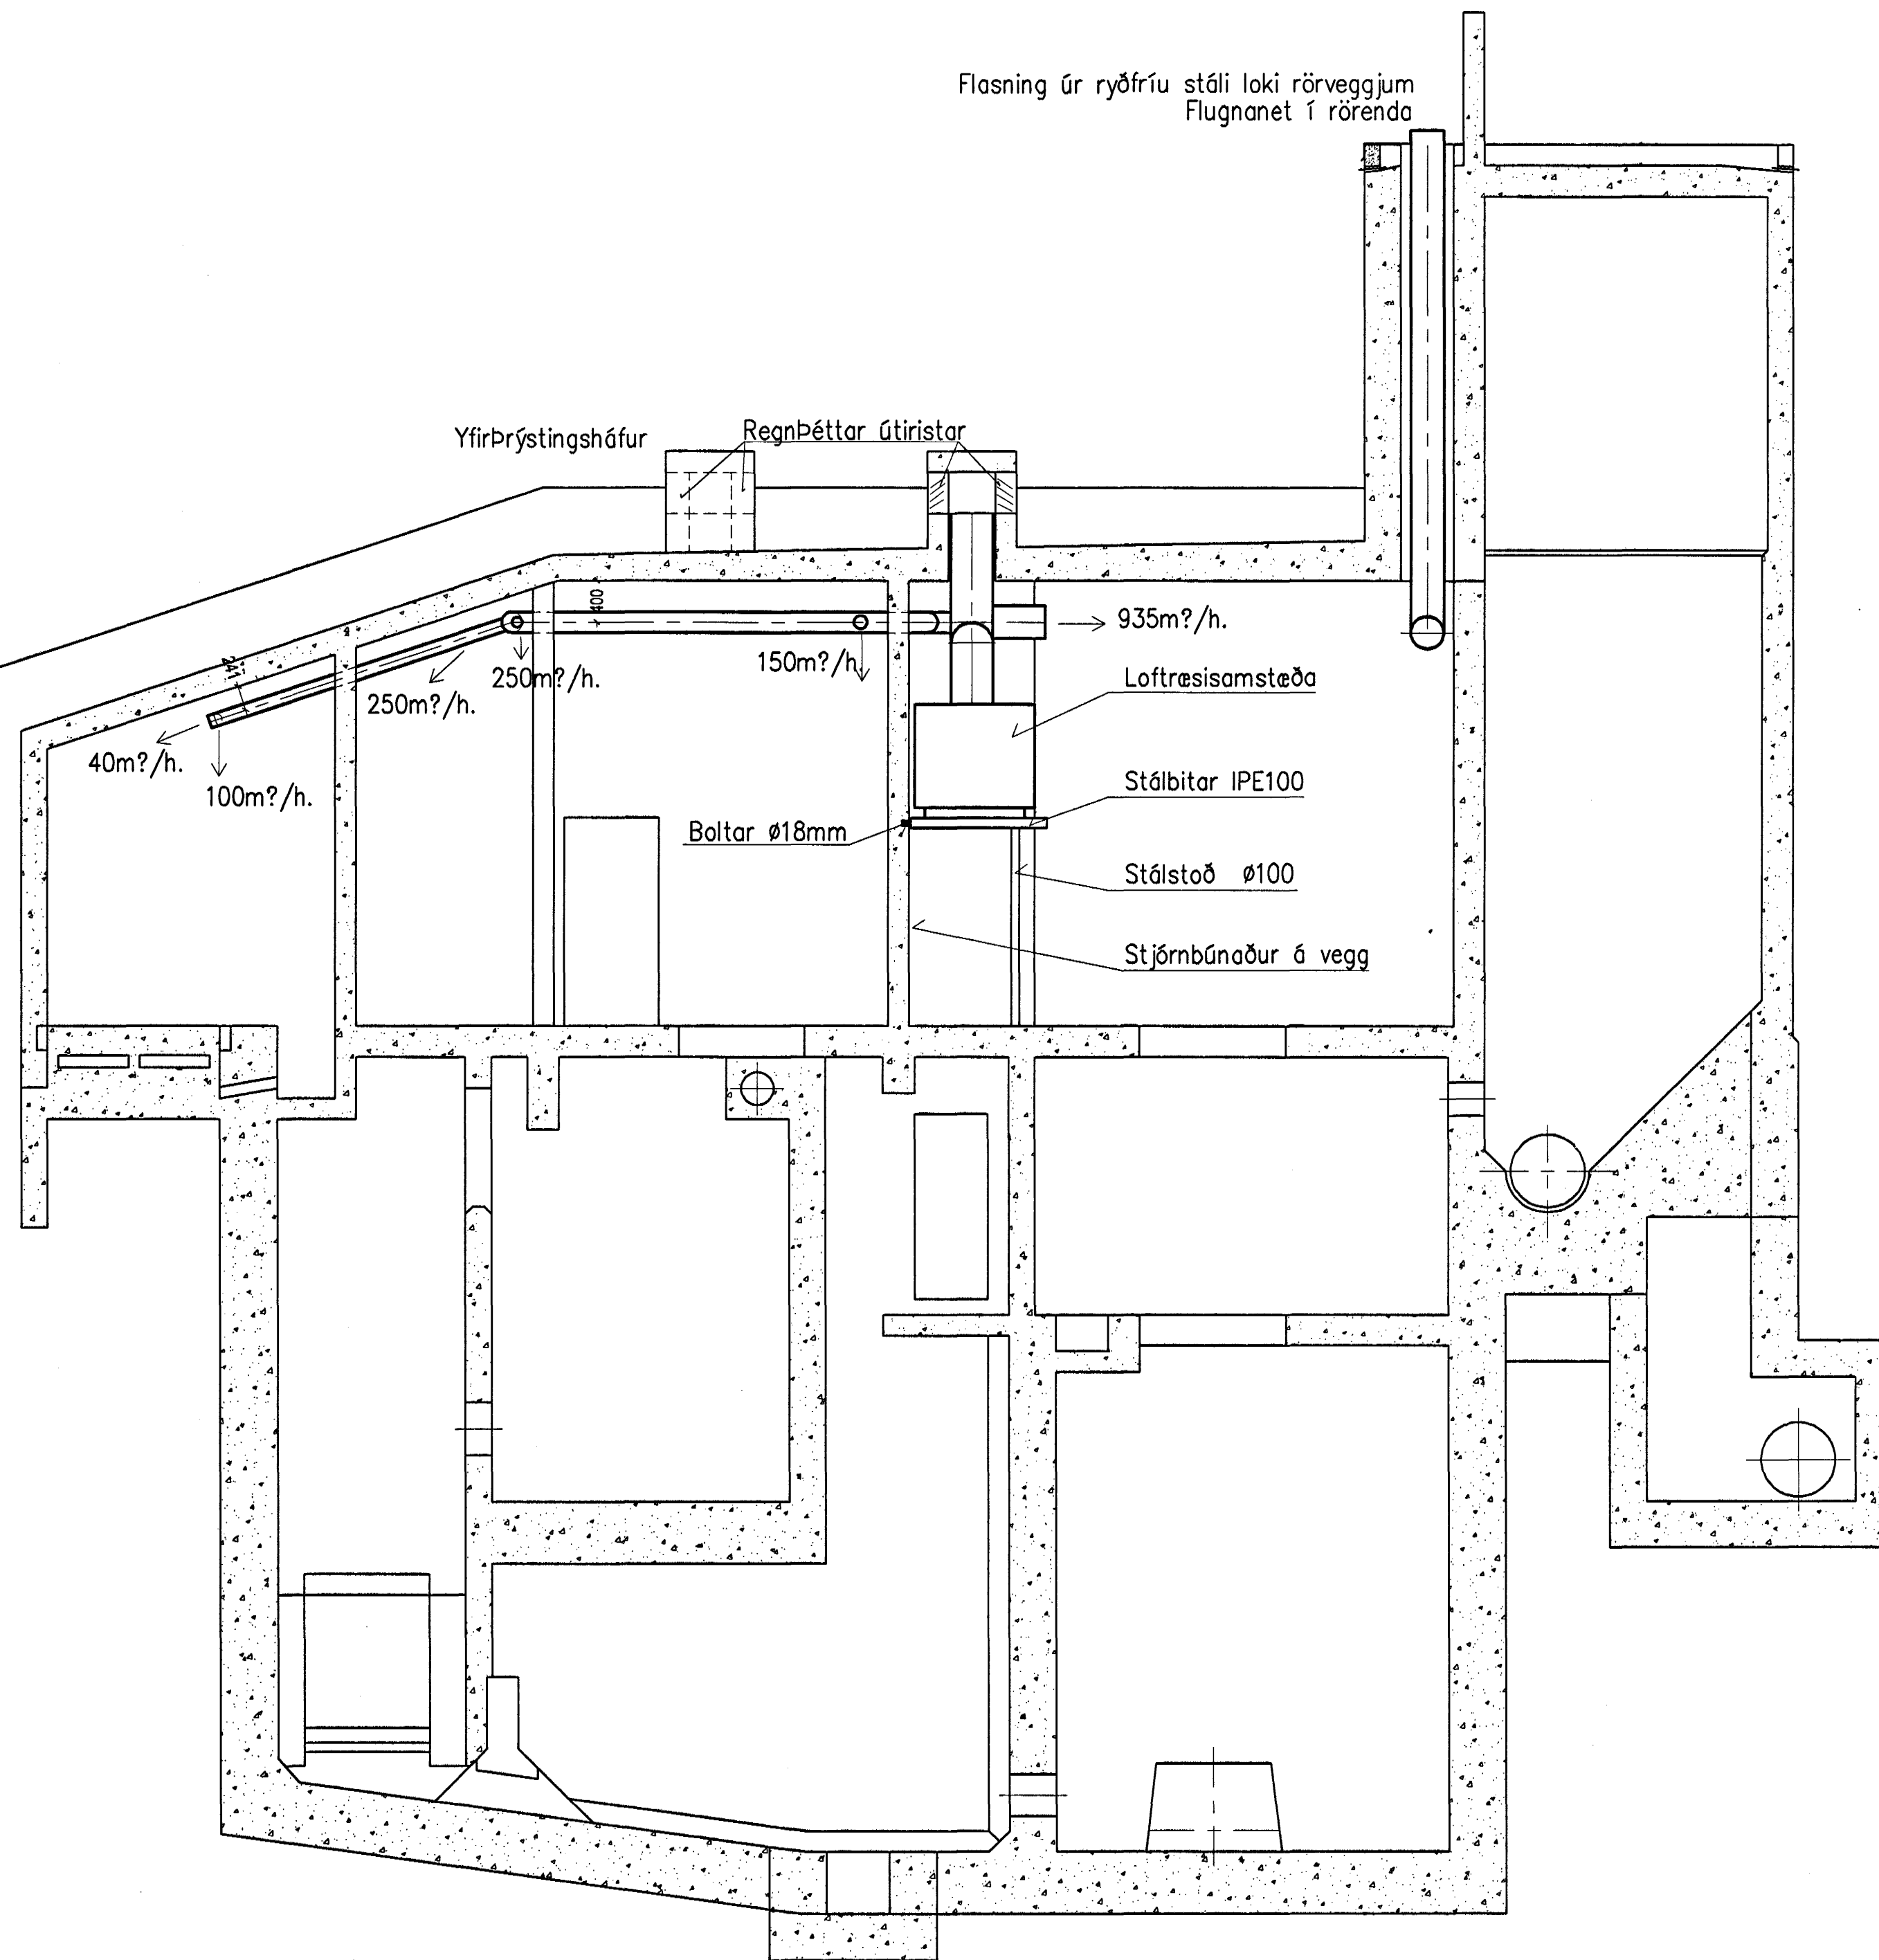 Flasning úr ryðfríu stáli loki rörveggjum
Flugnanet í rörenda
YfirÞrýstingsháfur
RegnÞéttar útiristar
400
935m?/h.
241
150m?/h.
250m?/h.
250m?/h.
Loftræsisamstæða
40m?/h.
100m?/h.
Stálbitar IPE100
Boltar ø18mm
Stálstoð ø100
Stjórnbúnaður á vegg